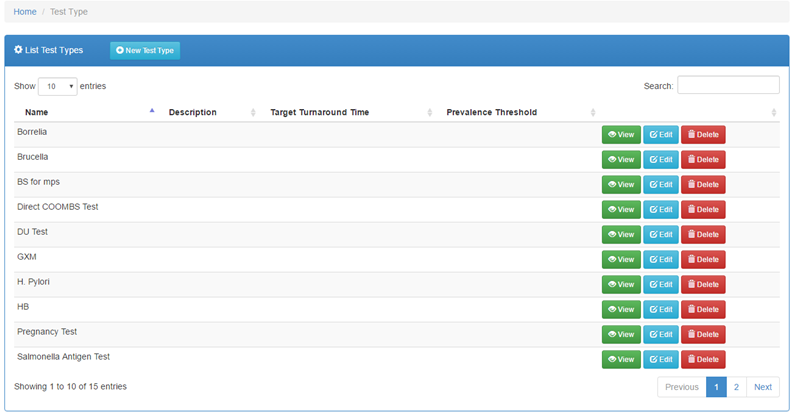 Home / Test Type
List Test Types New Test Type
Show 10 entries Search:
Name Description Target Turnaround Time Prevalence Threshold
Borrelia View Edit Delete
Brucella View Edit Delete
BS for mps View Edit Delete
Direct COOMBS Test View Edit Delete
DU Test View Edit Delete
GXM View Edit Delete
H. Pylori View Edit Delete
HB View Edit Delete
Pregnancy Test View Edit Delete
Salmonella Antigen Test View Edit Delete
Showing 1 to 10 of 15 entries Previous 1 2 Next